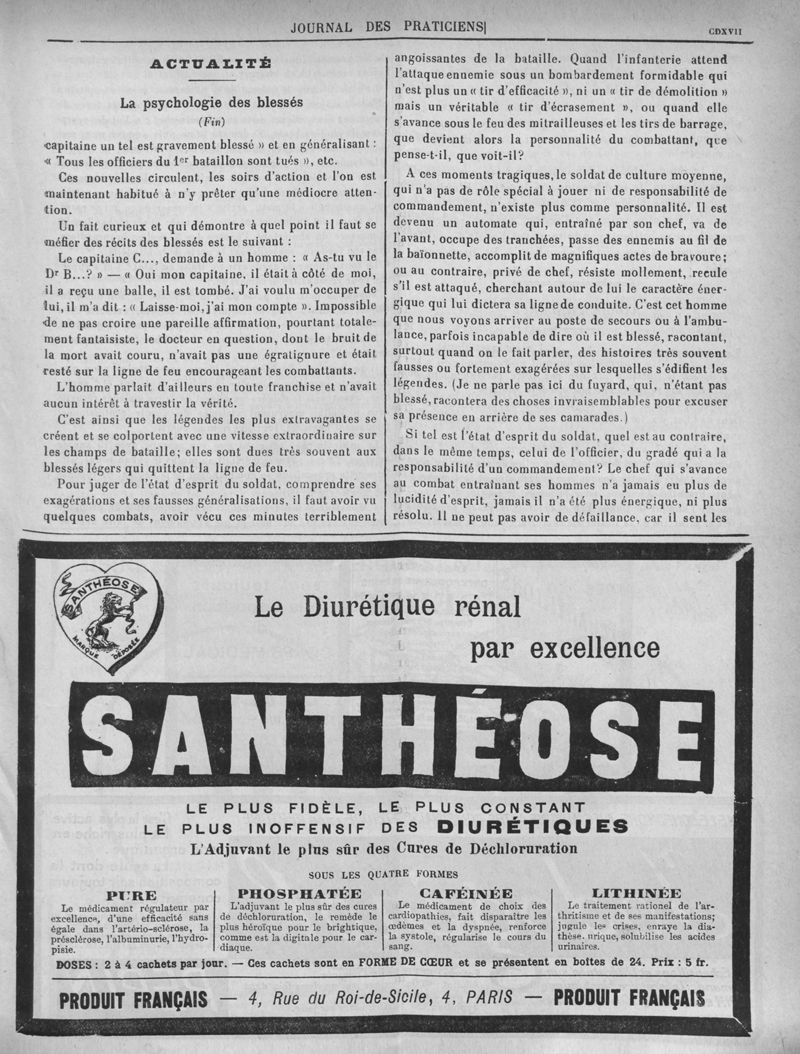 JOURNAL DES PRATICIENS
CDXVII
ACTUALITÉ
La psychologie des blessés
(Fin)
capitaine un tel est gravement blessé » et en généralisant :
« Tous les officiers du 1er bataillon sont tués », etc.
Ces nouvelles circulent, les soirs d'action et l'on est
maintenant habitué à n'y prêter qu'une médiocre atten-
tion.
Un fait curieux et qui démontre à quel point il faut se
méfier des récits des blessés est le suivant :
Le capitaine C..., demande à un homme : « As-tu vu le
Dr B...? » — « Oui mon capitaine, il était à côté de moi,
il a reçu une balle, il est tombé. J'ai voulu m'occuper de
lui, il m'a dit : « Laisse-moi, j'ai mon compte ». Impossible
de ne pas croire une pareille affirmation, pourtant totale-
ment fantaisiste, le docteur en question, dont le bruit de
la mort avait couru, n'avait pas une égratignure et était
resté sur la ligne de feu encourageant les combattants.
L'homme parlait d'ailleurs en toute franchise et n'avait
aucun intérêt à travestir la vérité.
C'est ainsi que les légendes les plus extravagantes se
créent et se colportent avec une vitesse extraordinaire sur
les champs de bataille; elles sont dues très souvent aux
blessés légers qui quittent la ligne de feu.
Pour juger de l'état d'esprit du soldat, comprendre ses
exagérations et ses fausses généralisations, il faut avoir vu
quelques combats, avoir vécu ces minutes terriblement
angoissantes de la bataille. Quand l'infanterie attend
l'attaque ennemie sous un bombardement formidable qui
n'est plus un « tir d'efficacité », ni un « tir de démolition »
mais un véritable « tir d'écrasement », ou quand elle
s'avance sous le feu des mitrailleuses et les tirs de barrage,
que devient alors la personnalité du combattant, que
pense-t-il, que voit-il?
A ces moments tragiques, le soldat de culture moyenne,
qui n'a pas de rôle spécial à jouer ni de responsabilité de
commandement, n'existe plus comme personnalité. Il est
devenu un automate qui, entraîné par son chef, va de
l'avant, occupe des tranchées, passe des ennemis au fil de
la baïonnette, accomplit de magnifiques actes de bravoure;
ou au contraire, privé de chef, résiste mollement, recule
s'il est attaqué, cherchant autour de lui le caractère éner-
gique qui lui dictera sa ligne de conduite. C'est cet homme
que nous voyons arriver au poste de secours ou à l'ambu-
lance, parfois incapable de dire où il est blessé, racontant,
surtout quand on le fait parler, des histoires très souvent
fausses ou fortement exagérées sur lesquelles s'édifient les
légendes. (Je ne parle pas ici du fuyard, qui, n'étant pas
blessé, racontera des choses invraisemblables pour excuser
sa présence en arrière de ses camarades.)
Si tel est l'état d'esprit du soldat, quel est au contraire,
dans le même temps, celui de l'officier, du gradé qui a la
responsabilité d'un commandement? Le chef qui s'avance
au combat entraînant ses hommes n'a jamais eu plus de
lucidité d'esprit, jamais il n'a été plus énergique, ni plus
résolu. Il ne peut pas avoir de défaillance, car il sent les
SANTHÉOSE
MARQUE DÉPOSÉE
Le Diurétique rénal
par excellence
SANTHÉOSE
LE PLUS FIDÈLE, LE PLUS CONSTANT
LE PLUS INOFFENSIF DES DIURÉTIQUES
L'Adjuvant le plus sûr des Cures de Déchloruration
SOUS LES QUATRE FORMES
PURE
Le médicament régulateur par
excellence, d'une efficacité sans
égale dans l'artério-sclérose, la
présclérose, l'albuminurie, l'hydro-
pisie.
PHOSPHATÉE
L'adjuvant le plus sûr des cures
de déchloruration, le remède le
plus héroïque pour le brightique,
comme est la digitale pour le car-
diaque.
CAFÉINÉE
Le médicament de choix des
cardiopathies, fait disparaître les
œdèmes et la dyspnée, renforce
la systole, régularise le cours du
sang.
LITHINÉE
Le traitement rationel de l'ar-
thritisme et de ses manifestations;
jugule les crises, enraye la dia-
thèse urique, solubilise les acides
urinaires.
DOSES : 2 à 4 cachets par jour. — Ces cachets sont en FORME DE CŒUR et se présentent en boites de 24. Prix : 5 fr.
PRODUIT FRANÇAIS — 4, Rue du Roi-de-Sicile, 4, PARIS — PRODUIT FRANÇAIS